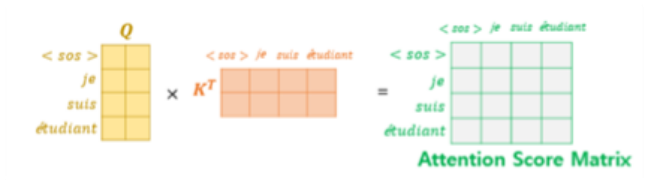 Q
< sos >
je
suis
étudiant
×
K^T
< sos > je suis étudiant
=
< sos > je suis étudiant
< sos >
je
suis
étudiant
Attention Score Matrix